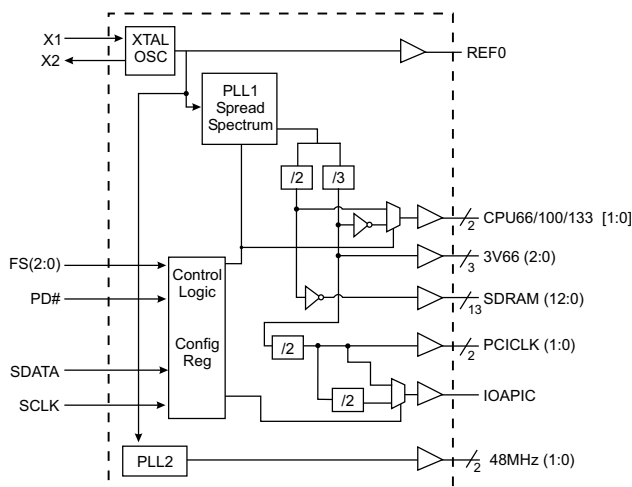 X1
X2
XTAL
OSC
REF0
PLL1
Spread
Spectrum
/2
/3
2
CPU66/100/133 [1:0]
FS(2:0)
Control
Logic
3
3V66 (2:0)
PD#
13
SDRAM (12:0)
Config
Reg
/2
2
PCICLK (1:0)
SDATA
/2
IOAPIC
SCLK
PLL2
2
48MHz (1:0)